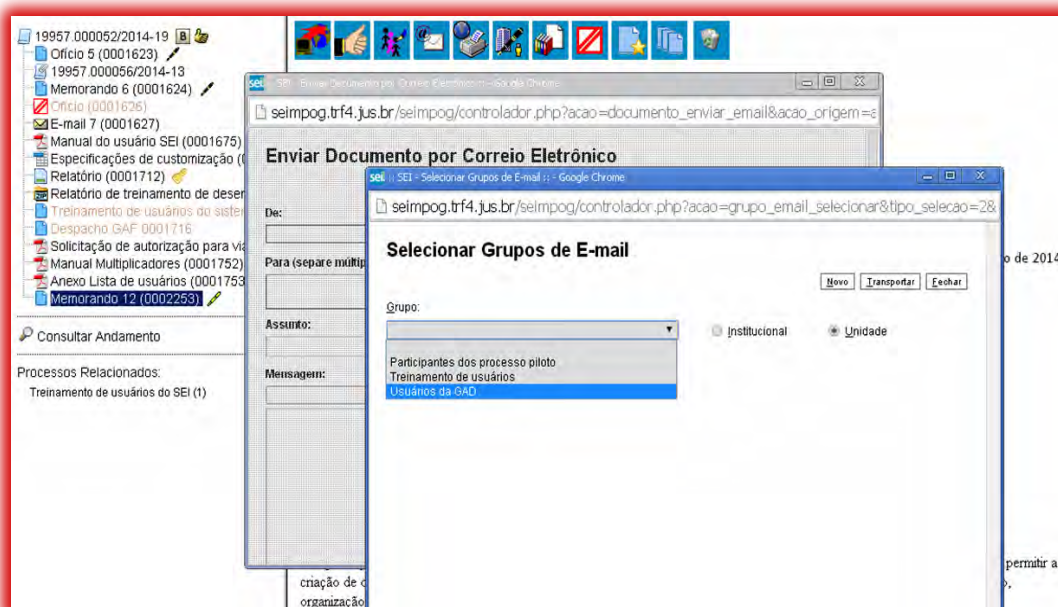 19957.000052/2014-19
Ofício 5 (0001623)
19957.000056/2014-13
Memorando 6 (0001624)
Ofício (0001626)
E-mail 7 (0001627)
Manual do usuário SEI (0001675)
Especificações de customização (
Relatório (0001712)
Relatório de treinamento de deser
Treinamento de usuários do sister
Despacho GAF 0001716
Solicitação de autorização para via
Manual Multiplicadores (0001752)
Anexo Lista de usuários (0001753
Memorando 12 (0002253)
Consultar Andamento
Processos Relacionados:
Treinamento de usuários do SEI (1)
sei SEI - Enviar Documento por Correio Eletrônico :: - Google Chrome
seimpog.trf4.jus.br/seimpog/controlador.php?acao=documento_enviar_email&acao_origem=a
Enviar Documento por Correio Eletrônico
De:
Para (separe múltip
Assunto:
Mensagem:
sei :: SEI - Selecionar Grupos de E-mail :: - Google Chrome
seimpog.trf4.jus.br/seimpog/controlador.php?acao=grupo_email_selecionar&tipo_selecao=2&
Selecionar Grupos de E-mail
Novo Transportar Fechar
Grupo:
Institucional Unidade
Participantes dos processo piloto
Treinamento de usuários
Usuários da GAD
o de 2014
permitir a
criação de d
organização